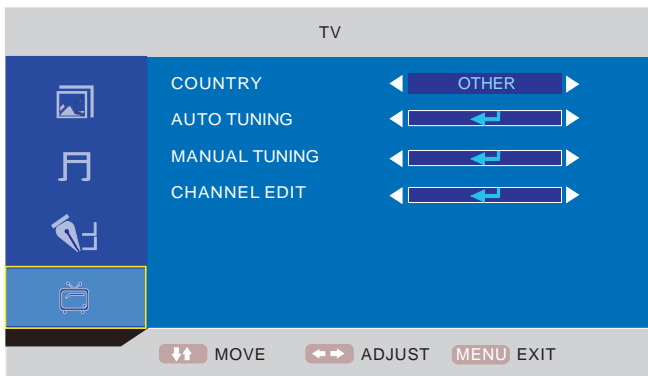 TV
COUNTRY OTHER
AUTO TUNING
MANUAL TUNING
CHANNEL EDIT
MOVE ADJUST MENU EXIT